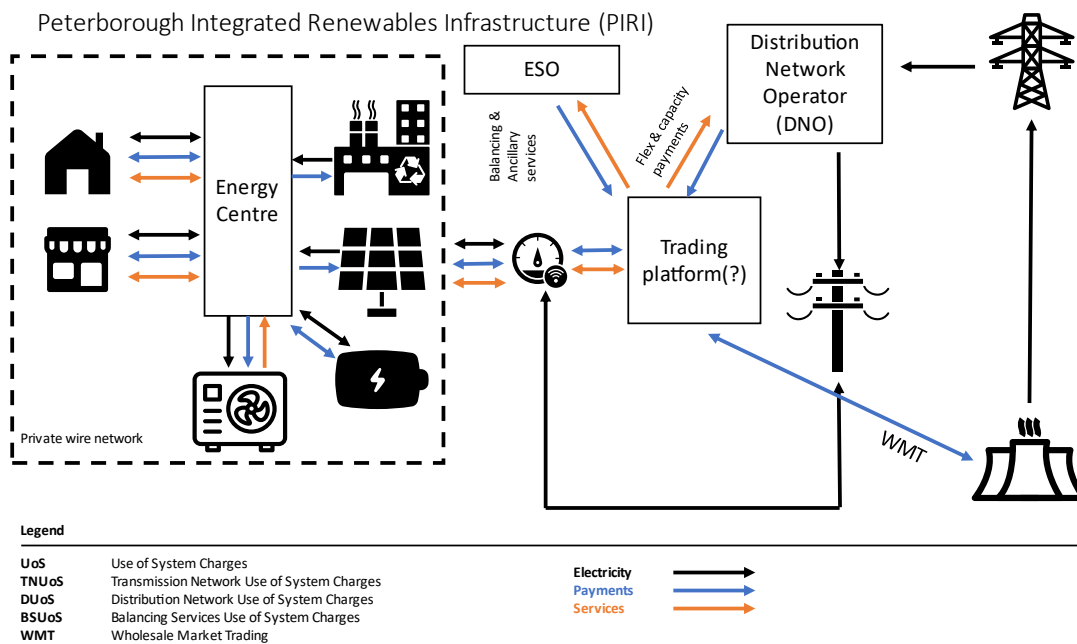 Peterborough Integrated Renewables Infrastructure (PIRI)
ESO
Distribution
Network
Operator
(DNO)
Balancing &
Ancillary
services
Flex & capacity
payments
Energy
Centre
Trading
platform(?)
Private wire network
WMT
Legend
UoS Use of System Charges
TNUoS Transmission Network Use of System Charges
DUoS Distribution Network Use of System Charges
BSUoS Balancing Services Use of System Charges
WMT Wholesale Market Trading
Electricity
Payments
Services